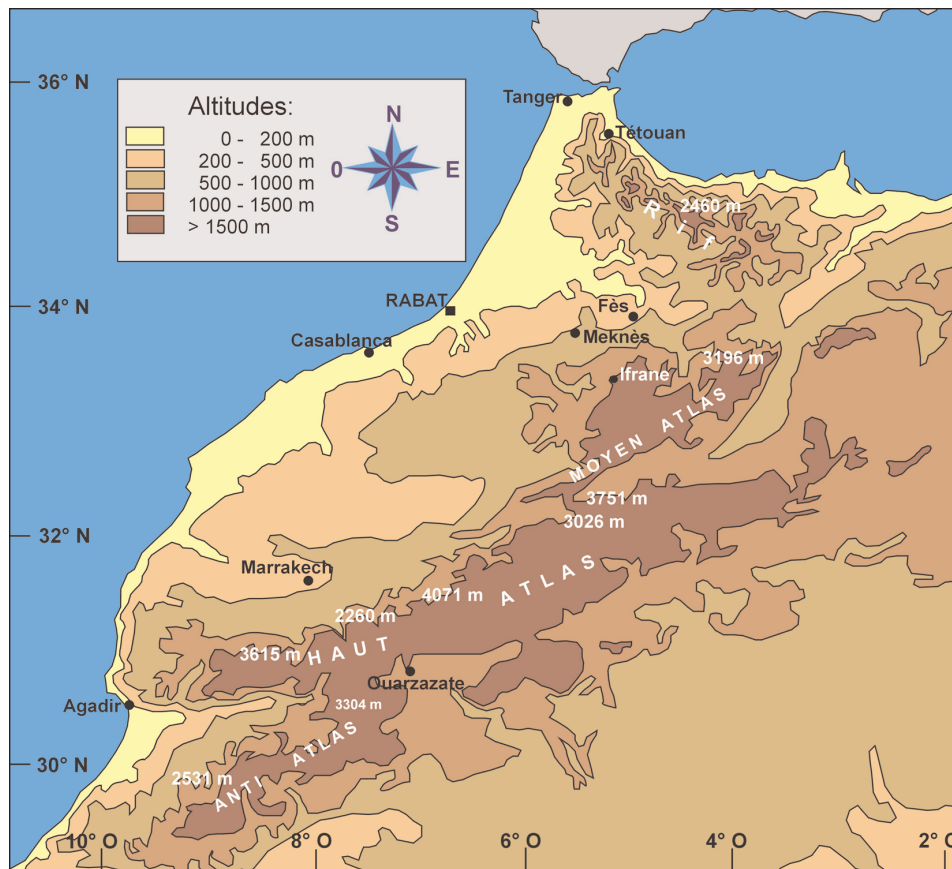 36° N
34° N
32° N
30° N
Altitudes:
0 - 200 m
200 - 500 m
500 - 1000 m
1000 - 1500 m
> 1500 m
N
O
E
S
Tanger
Tétouan
2460 m
Rif
RABAT
Fès
Casablanca
Meknès
3196 m
Ifrane
MOYEN ATLAS
3751 m
3026 m
Marrakech
4071 m
ATLAS
2260 m
3615 m
HAUT
Ouarzazate
Agadir
3304 m
ANTI ATLAS
2531 m
10° O
8° O
6° O
4° O
2° O